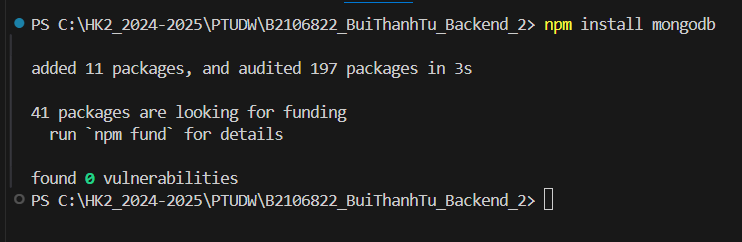 PS C:\HK2_2024-2025\PTUDW\B2106822_BuiThanhTu_Backend_2> npm install mongodb
added 11 packages, and audited 197 packages in 3s
41 packages are looking for funding
  run `npm fund` for details
found 0 vulnerabilities
PS C:\HK2_2024-2025\PTUDW\B2106822_BuiThanhTu_Backend_2>